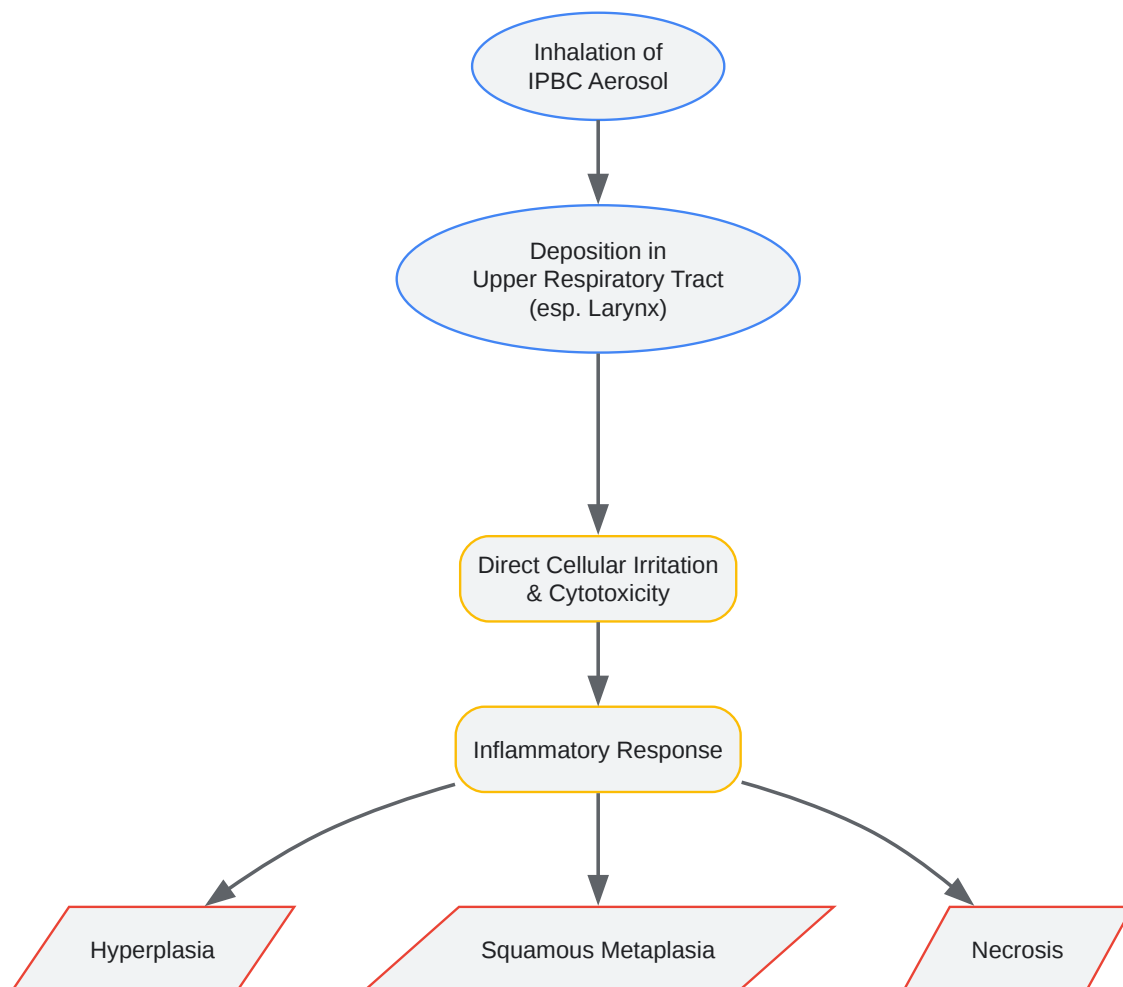 Inhalation of
IPBC Aerosol
Deposition in
Upper Respiratory Tract
(esp. Larynx)
Direct Cellular Irritation
& Cytotoxicity
Inflammatory Response
Hyperplasia
Squamous Metaplasia
Necrosis